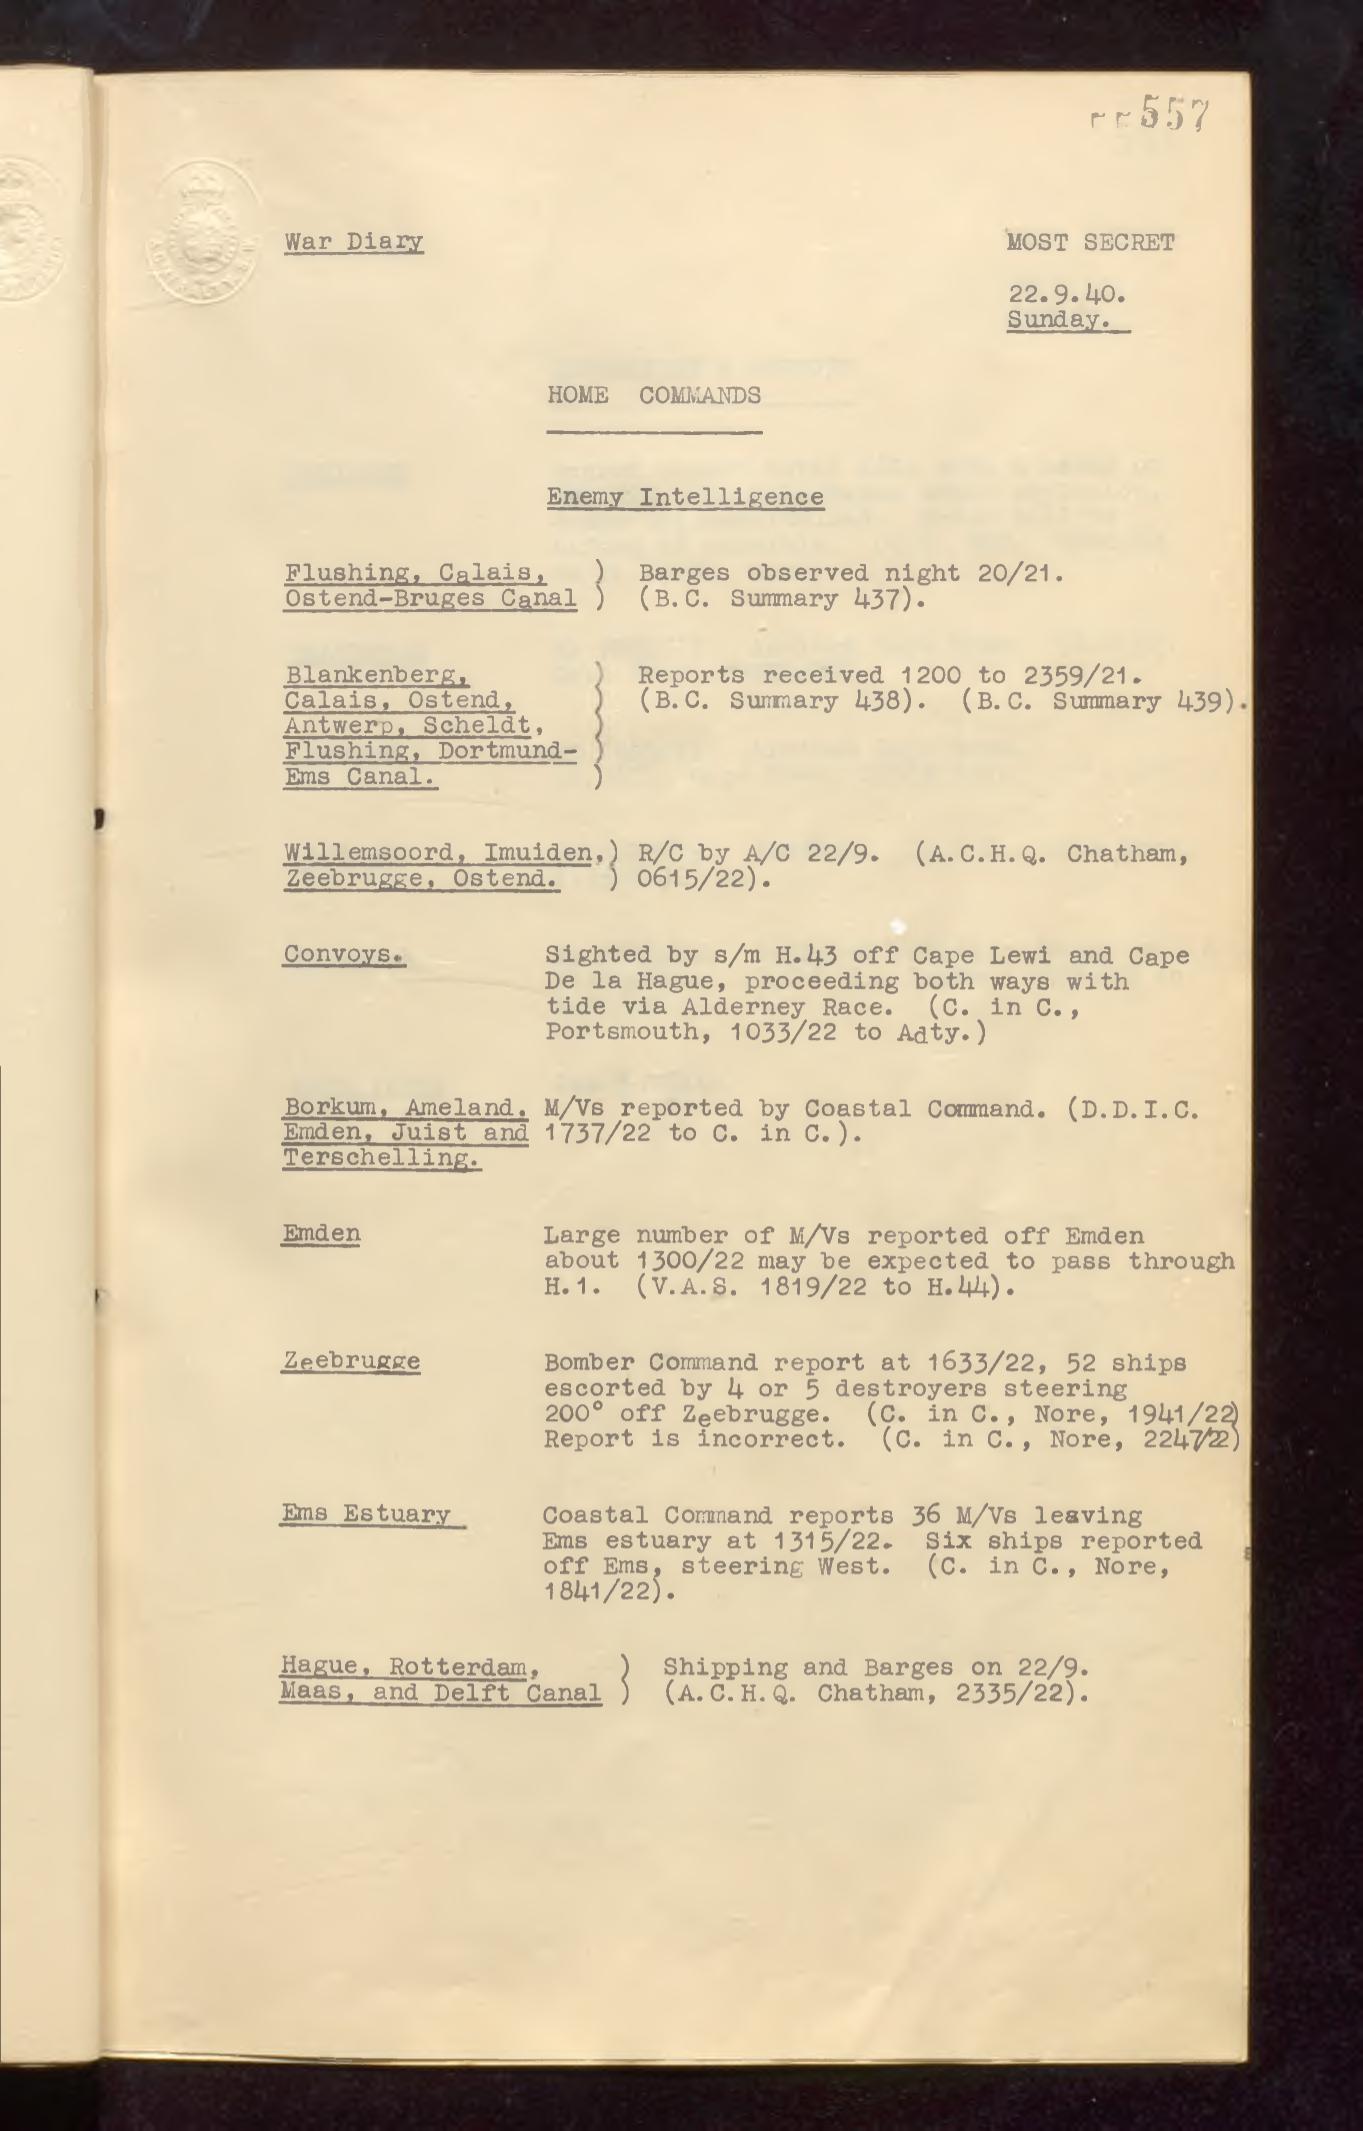 557
War Diary
MOST SECRET
22.9.40.
Sunday.
HOME COMMANDS
Enemy Intelligence
Flushing, Calais, ) Barges observed night 20/21.
Ostend-Bruges Canal ) (B.C. Summary 437).
Blankenberg, ) Reports received 1200 to 2359/21.
Calais, Ostend, ) (B.C. Summary 438). (B.C. Summary 439).
Antwerp, Scheldt, )
Flushing, Dortmund- )
Ems Canal. )
Willemsoord, Imuiden,) R/C by A/C 22/9. (A.C.H.Q. Chatham,
Zeebrugge, Ostend. ) 0615/22).
Convoys. Sighted by s/m H.43 off Cape Lewi and Cape
De la Hague, proceeding both ways with
tide via Alderney Race. (C. in C.,
Portsmouth, 1033/22 to Adty.)
Borkum, Ameland, M/Vs reported by Coastal Command. (D.D.I.C.
Emden, Juist and 1737/22 to C. in C.).
Terschelling.
Emden Large number of M/Vs reported off Emden
about 1300/22 may be expected to pass through
H.1. (V.A.S. 1819/22 to H.44).
Zeebrugge Bomber Command report at 1633/22, 52 ships
escorted by 4 or 5 destroyers steering
200° off Zeebrugge. (C. in C., Nore, 1941/22)
Report is incorrect. (C. in C., Nore, 2247/22)
Ems Estuary Coastal Command reports 36 M/Vs leaving
Ems estuary at 1315/22. Six ships reported
off Ems, steering West. (C. in C., Nore,
1841/22).
Hague, Rotterdam, ) Shipping and Barges on 22/9.
Maas, and Delft Canal ) (A.C.H.Q. Chatham, 2335/22).